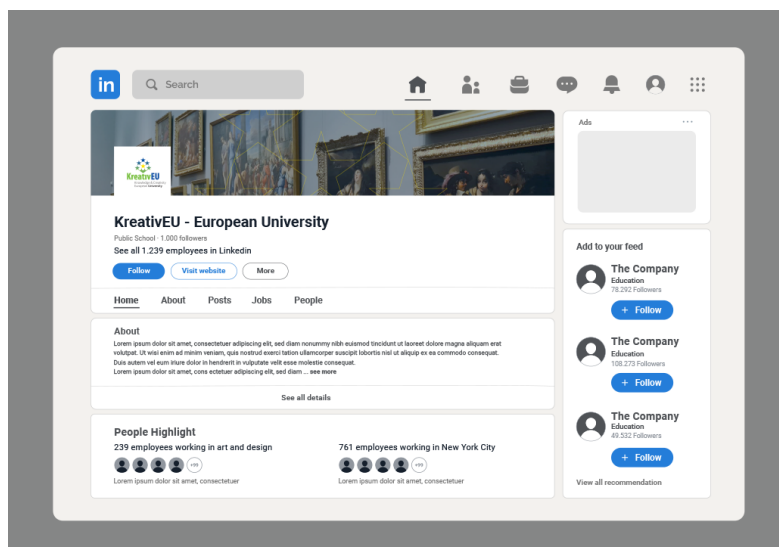 in
Search
KreativEU
KreativEU - European University
Public School · 1.000 followers
See all 1.239 employees in Linkedin
Follow
Visit website
More
Home
About
Posts
Jobs
People
About
Lorem ipsum dolor sit amet, consectetuer adipiscing elit, sed diam nonummy nibh euismod tincidunt ut laoreet dolore magna aliquam erat
volutpat. Ut wisi enim ad minim veniam, quis nostrud exerci tation ullamcorper suscipit lobortis nisl ut aliquip ex ea commodo consequat.
Duis autem vel eum iriure dolor in hendrerit in vulputate velit esse molestie consequat.
Lorem ipsum dolor sit amet, cons ectetuer adipiscing elit, sed diam ... see more
See all details
People Highlight
239 employees working in art and design
Lorem ipsum dolor sit amet, consectetuer
761 employees working in New York City
Lorem ipsum dolor sit amet, consectetuer
Ads
Add to your feed
The Company
Education
78.292 Followers
+ Follow
The Company
Education
108.273 Followers
+ Follow
The Company
Education
49.532 Followers
+ Follow
View all recommendation